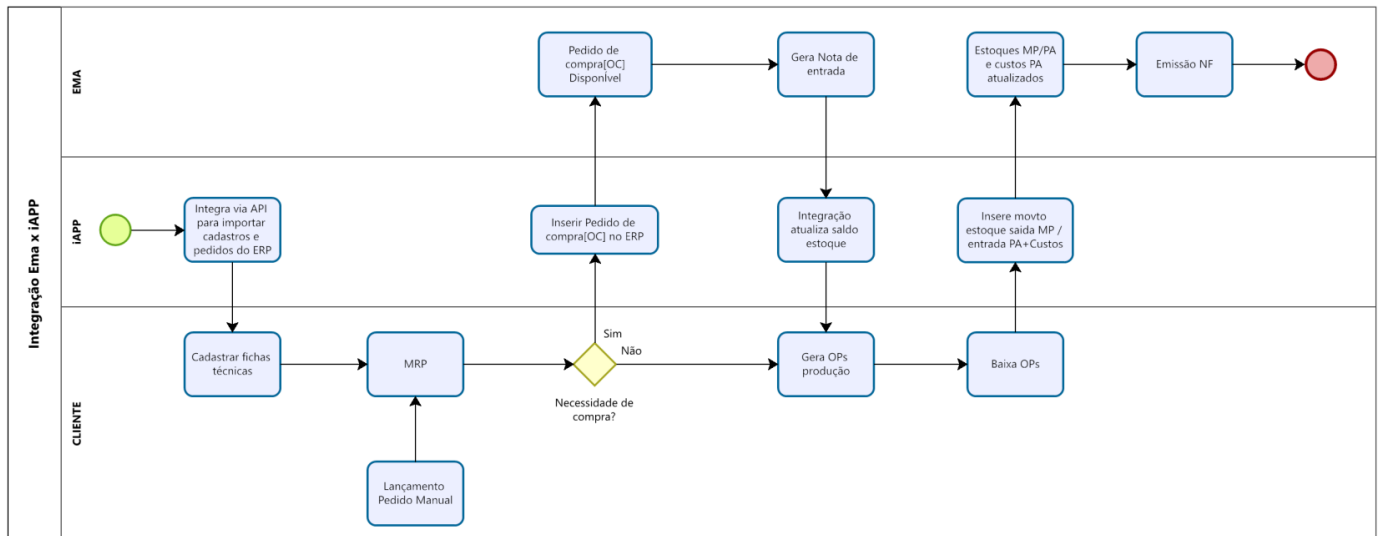 Integração Ema x iAPP
EMA
Pedido de
compra[OC]
Disponível
Gera Nota de
entrada
Estoques MP/PA
e custos PA
atualizados
Emissão NF
iAPP
Integra via API
para importar
cadastros e
pedidos do ERP
Inserir Pedido de
compra[OC] no ERP
Integração
atualiza saldo
estoque
Insere movto
estoque saída MP /
entrada PA+Custos
CLIENTE
Cadastrar fichas
técnicas
MRP
Sim
Não
Necessidade de
compra?
Gera OPs
produção
Baixa OPs
Lançamento
Pedido Manual